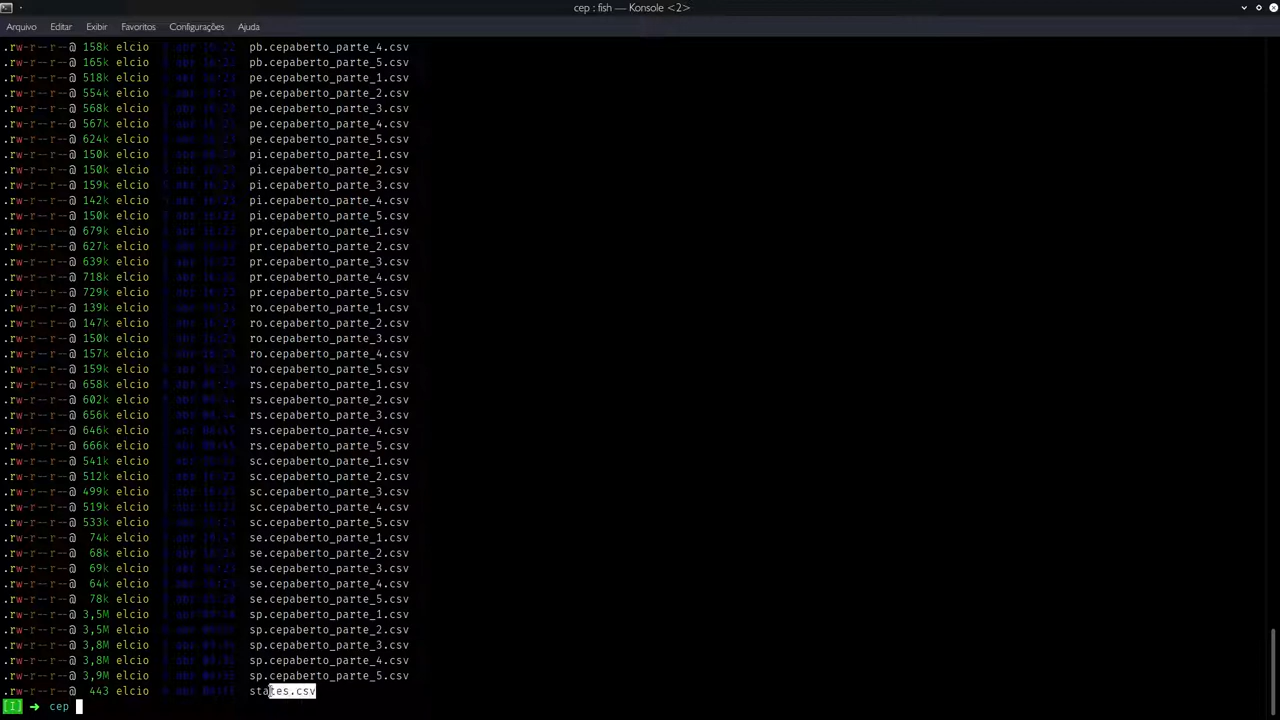 cep : fish — Konsole <2>
Arquivo Editar Exibir Favoritos Configurações Ajuda
.rw-r--r--@ 158k elcio pb.cepaberto_parte_4.csv
.rw-r--r--@ 165k elcio pb.cepaberto_parte_5.csv
.rw-r--r--@ 518k elcio pe.cepaberto_parte_1.csv
.rw-r--r--@ 554k elcio pe.cepaberto_parte_2.csv
.rw-r--r--@ 568k elcio pe.cepaberto_parte_3.csv
.rw-r--r--@ 567k elcio pe.cepaberto_parte_4.csv
.rw-r--r--@ 624k elcio pe.cepaberto_parte_5.csv
.rw-r--r--@ 150k elcio pi.cepaberto_parte_1.csv
.rw-r--r--@ 150k elcio pi.cepaberto_parte_2.csv
.rw-r--r--@ 159k elcio pi.cepaberto_parte_3.csv
.rw-r--r--@ 142k elcio pi.cepaberto_parte_4.csv
.rw-r--r--@ 150k elcio pi.cepaberto_parte_5.csv
.rw-r--r--@ 679k elcio pr.cepaberto_parte_1.csv
.rw-r--r--@ 627k elcio pr.cepaberto_parte_2.csv
.rw-r--r--@ 639k elcio pr.cepaberto_parte_3.csv
.rw-r--r--@ 718k elcio pr.cepaberto_parte_4.csv
.rw-r--r--@ 729k elcio pr.cepaberto_parte_5.csv
.rw-r--r--@ 139k elcio ro.cepaberto_parte_1.csv
.rw-r--r--@ 147k elcio ro.cepaberto_parte_2.csv
.rw-r--r--@ 150k elcio ro.cepaberto_parte_3.csv
.rw-r--r--@ 157k elcio ro.cepaberto_parte_4.csv
.rw-r--r--@ 159k elcio ro.cepaberto_parte_5.csv
.rw-r--r--@ 658k elcio rs.cepaberto_parte_1.csv
.rw-r--r--@ 602k elcio rs.cepaberto_parte_2.csv
.rw-r--r--@ 656k elcio rs.cepaberto_parte_3.csv
.rw-r--r--@ 646k elcio rs.cepaberto_parte_4.csv
.rw-r--r--@ 666k elcio rs.cepaberto_parte_5.csv
.rw-r--r--@ 541k elcio sc.cepaberto_parte_1.csv
.rw-r--r--@ 512k elcio sc.cepaberto_parte_2.csv
.rw-r--r--@ 499k elcio sc.cepaberto_parte_3.csv
.rw-r--r--@ 519k elcio sc.cepaberto_parte_4.csv
.rw-r--r--@ 533k elcio sc.cepaberto_parte_5.csv
.rw-r--r--@ 74k elcio se.cepaberto_parte_1.csv
.rw-r--r--@ 68k elcio se.cepaberto_parte_2.csv
.rw-r--r--@ 69k elcio se.cepaberto_parte_3.csv
.rw-r--r--@ 64k elcio se.cepaberto_parte_4.csv
.rw-r--r--@ 78k elcio se.cepaberto_parte_5.csv
.rw-r--r--@ 3,5M elcio sp.cepaberto_parte_1.csv
.rw-r--r--@ 3,5M elcio sp.cepaberto_parte_2.csv
.rw-r--r--@ 3,8M elcio sp.cepaberto_parte_3.csv
.rw-r--r--@ 3,8M elcio sp.cepaberto_parte_4.csv
.rw-r--r--@ 3,9M elcio sp.cepaberto_parte_5.csv
.rw-r--r--@ 443 elcio states.csv
[I] ➜ cep